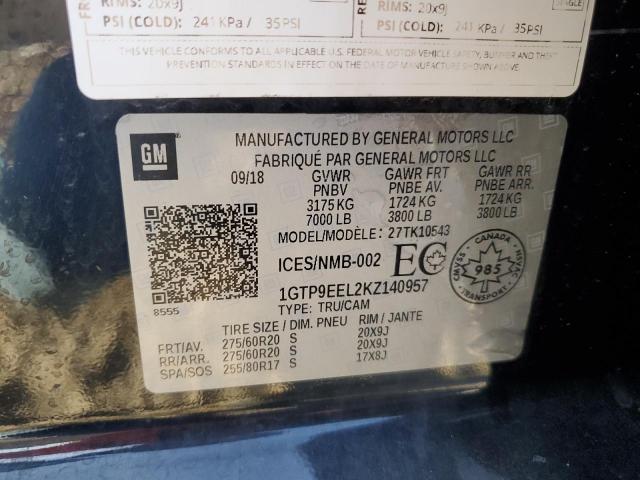 RIMS: 20x9j
PSI (COLD): 241 KPa / 35PSI
RIMS: 20x9j
PSI (COLD): 241 KPa / 35PSI
SINGLE
THIS VEHICLE CONFORMS TO ALL APPLICABLE U.S. FEDERAL MOTOR VEHICLE SAFETY, BUMPER AND THEFT
PREVENTION STANDARDS IN EFFECT ON THE DATE OF MANUFACTURE SHOWN ABOVE.
GM
MANUFACTURED BY GENERAL MOTORS LLC
FABRIQUÉ PAR GENERAL MOTORS LLC
09/18 GVWR GAWR FRT GAWR RR
PNBV PNBE AV. PNBE ARR.
3175 KG 1724 KG 1724 KG
7000 LB 3800 LB 3800 LB
MODEL/MODÈLE: 27TK10543
ICES/NMB-002 EC
CANADA
985
TRANSPORT
1GTP9EEL2KZ140957
8555
TYPE: TRU/CAM
TIRE SIZE / DIM. PNEU RIM / JANTE
FRT/AV. 275/60R20 S 20X9J
RR/ARR. 275/60R20 S 20X9J
SPA/SOS 255/80R17 S 17X8J